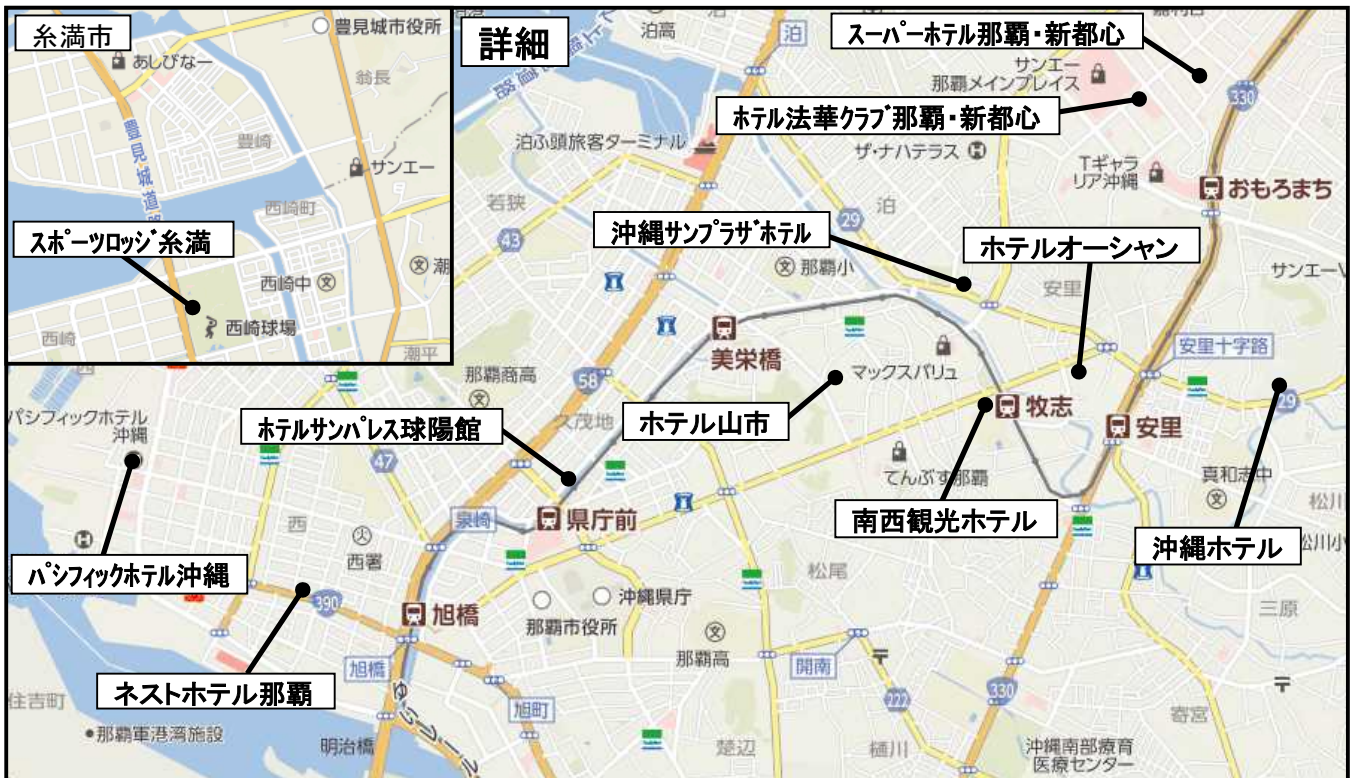 糸満市
豊見城市役所
あしびなー
翁長
豊崎
豊見城道路
サンエー
西崎町
スポーツロッジ糸満
西崎中
潮
西崎球場
西崎
潮平
詳細
泊高
泊
泊
スーパーホテル那覇・新都心
サンエー
那覇メインプレイス
330
ホテル法華クラブ那覇・新都心
泊ふ頭旅客ターミナル
ザ・ナハテラス
Tギャラ
リア沖縄
おもろまち
若狭
43
29
泊
沖縄サンプラザホテル
ホテルオーシャン
那覇小
安里
サンエーV
美栄橋
安里十字路
那覇商高
58
マックスバリュ
牧志
29
パシフィックホテル
沖縄
ホテルサンパレス球陽館
久茂地
ホテル山市
安里
47
てんぶす那覇
真和志中
松川
西
泉崎
県庁前
南西観光ホテル
沖縄ホテル
松川小
西署
パシフィックホテル沖縄
松尾
390
旭橋
沖縄県庁
那覇市役所
三原
那覇高
旭橋
開南
ネストホテル那覇
住吉町
旭町
330
222
寄宮
那覇軍港湾施設
明治橋
ゆいレール
楚辺
樋川
沖縄南部療育
医療センター